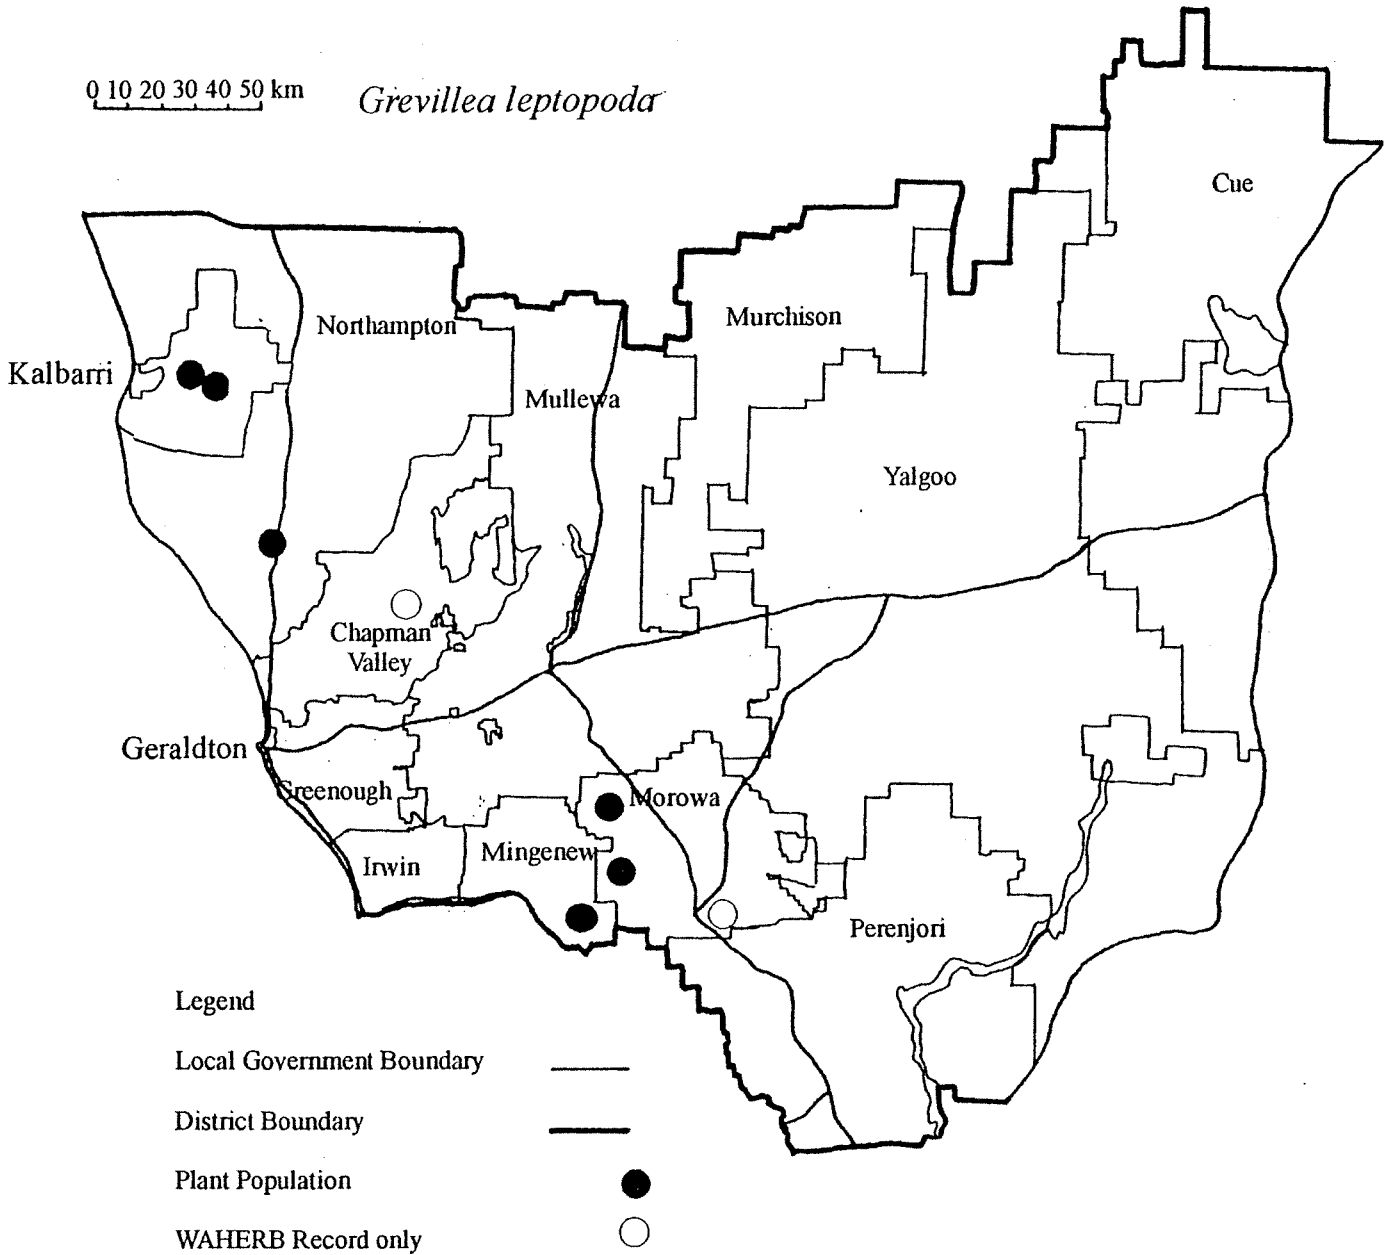 0 10 20 30 40 50 km
Grevillea leptopoda
Cue
Northampton
Murchison
Kalbarri
Mullewa
Yalgoo
Chapman
Valley
Geraldton
Greenough
Morowa
Irwin
Mingenew
Perenjori
Legend
Local Government Boundary
District Boundary
Plant Population
WAHERB Record only